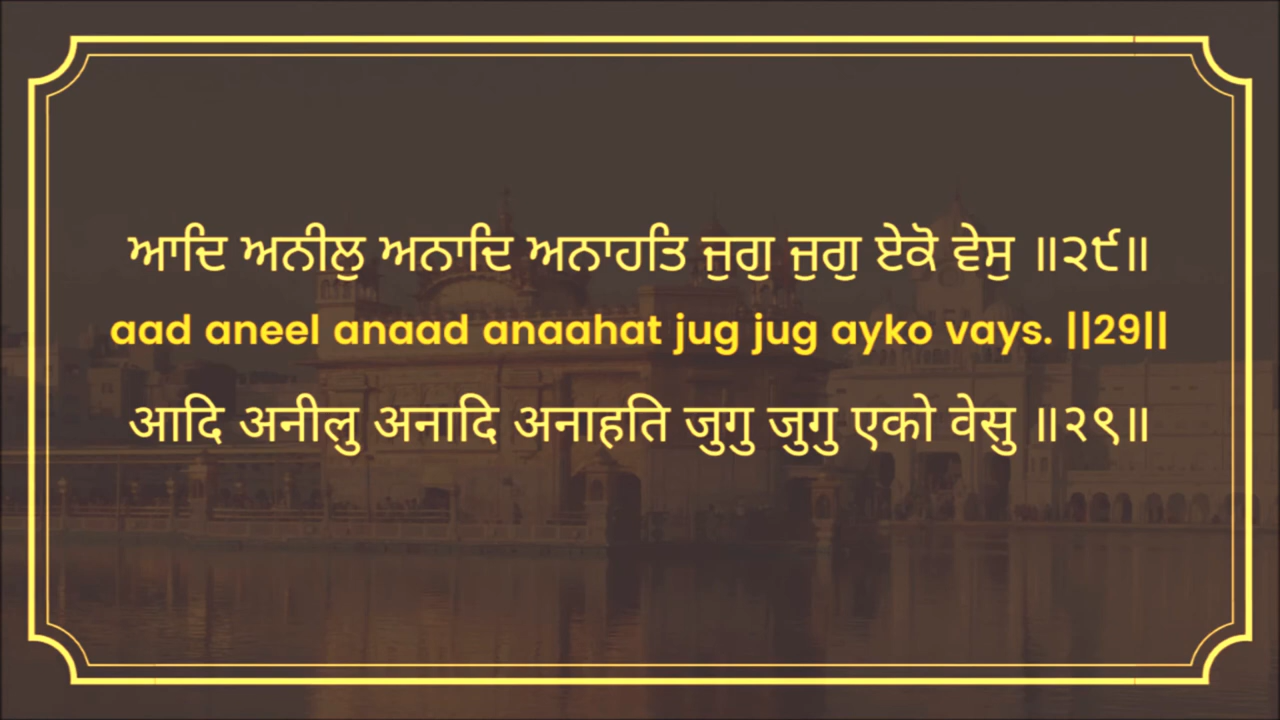 ਆਦਿ ਅਨੀਲੁ ਅਨਾਦਿ ਅਨਾਹਤਿ ਜੁਗੁ ਜੁਗੁ ਏਕੋ ਵੇਸੁ ॥੨੯॥
aad aneel anaad anaahat jug jug ayko vays. ||29||
आदि अनीलु अनादि अनाहति जुगु जुगु एको वेसु ॥२९॥